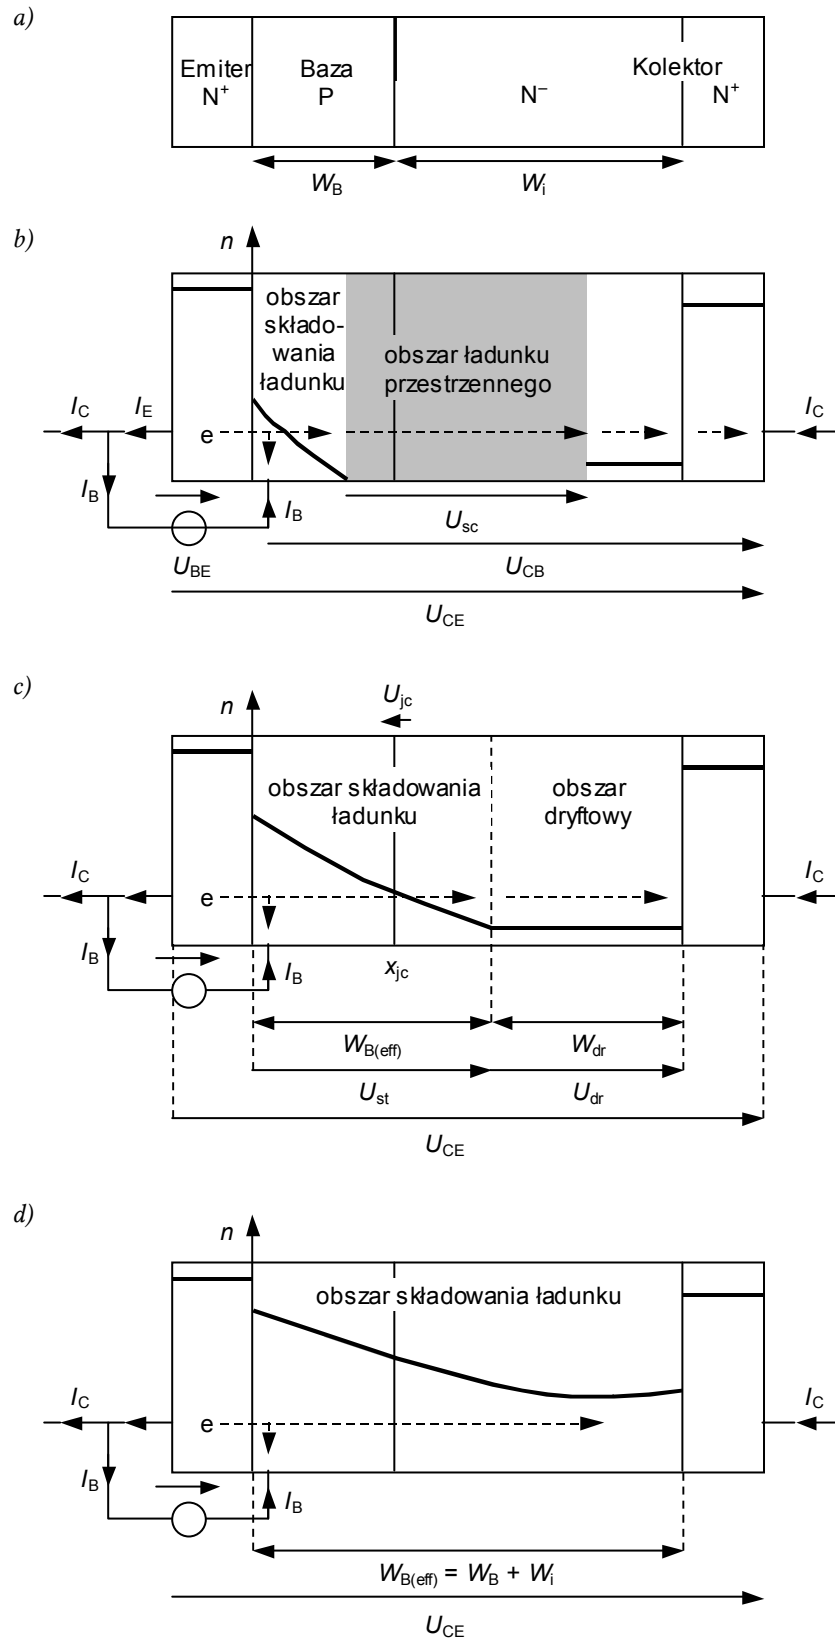 a)
Emiter
N+
Baza
P
N−
Kolektor
N+
WB
Wi
b)
n
obszar
składo-
wania
ładunku
obszar ładunku
przestrzennego
IC
IE
e
IC
IB
IB
Usc
UBE
UCB
UCE
c)
n
Ujc
obszar składowania
ładunku
obszar
dryftowy
IC
e
IC
IB
IB
xjc
WB(eff)
Wdr
Ust
Udr
UCE
d)
n
obszar składowania ładunku
IC
e
IC
IB
IB
WB(eff) = WB + Wi
UCE